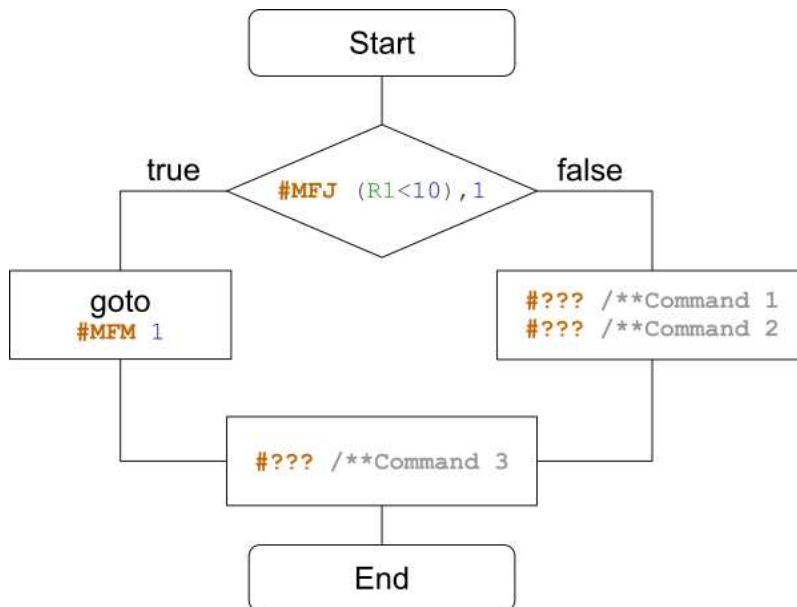 Start
true
false
#MFJ (R1<10),1
goto
#MFM 1
#??? /**Command 1
#??? /**Command 2
#??? /**Command 3
End